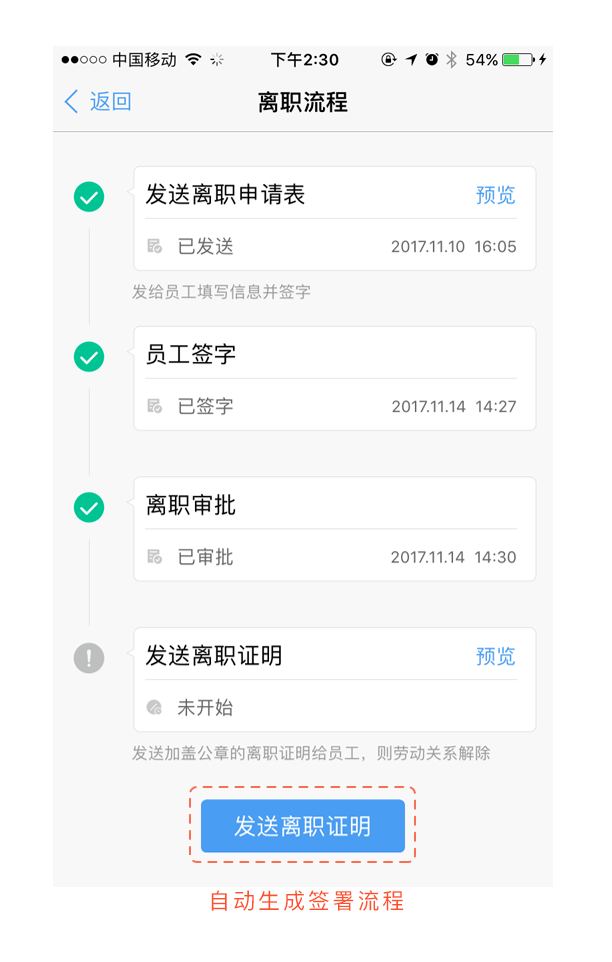 中国移动 下午2:30 54%
返回 离职流程
发送离职申请表 预览
已发送 2017.11.10 16:05
发给员工填写信息并签字
员工签字
已签字 2017.11.14 14:27
离职审批
已审批 2017.11.14 14:30
发送离职证明 预览
未开始
发送加盖公章的离职证明给员工，则劳动关系解除
发送离职证明
自动生成签署流程